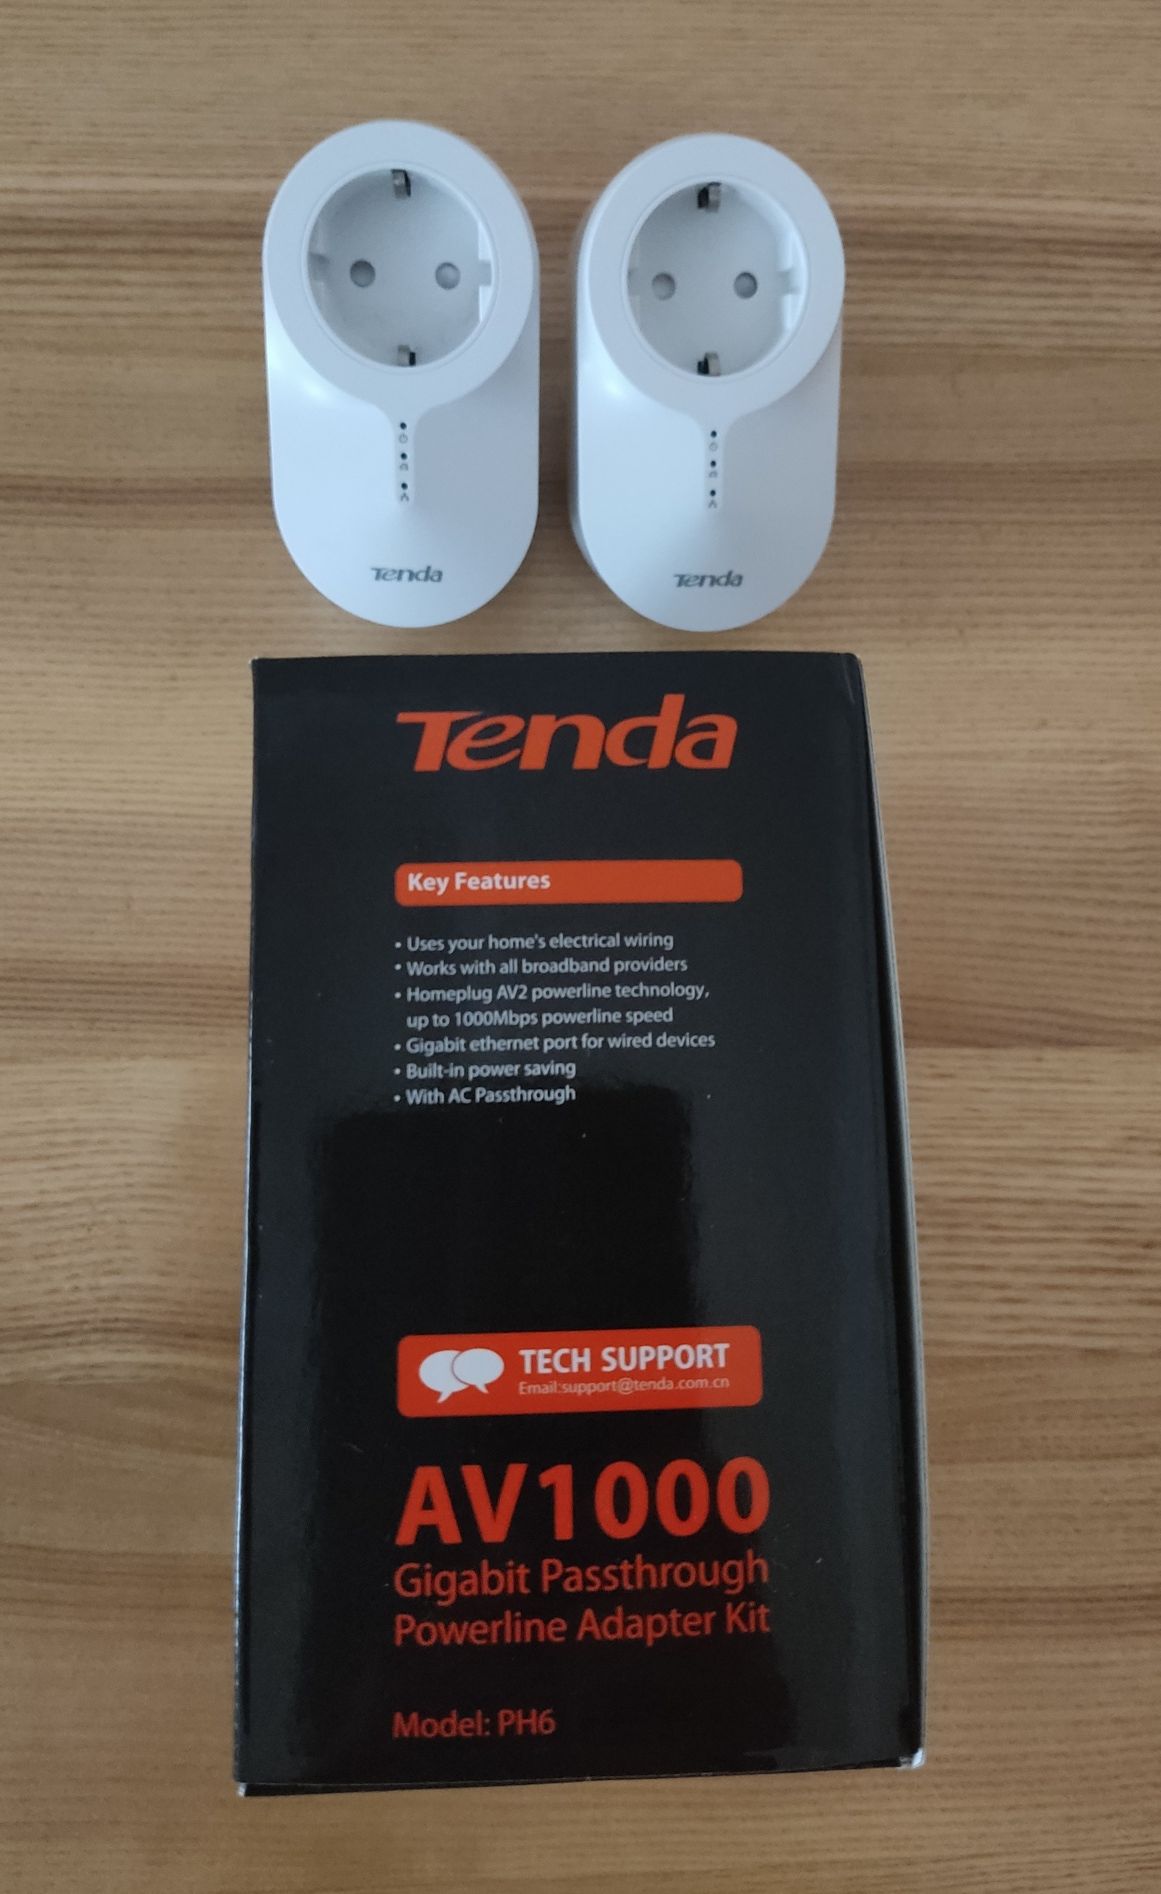 Tenda
Tenda
Tenda
Key Features
• Uses your home's electrical wiring
• Works with all broadband providers
• Homeplug AV2 powerline technology,
up to 1000Mbps powerline speed
• Gigabit ethernet port for wired devices
• Built-in power saving
• With AC Passthrough
TECH SUPPORT
Email:support@tenda.com.cn
AV1000
Gigabit Passthrough
Powerline Adapter Kit
Model: PH6